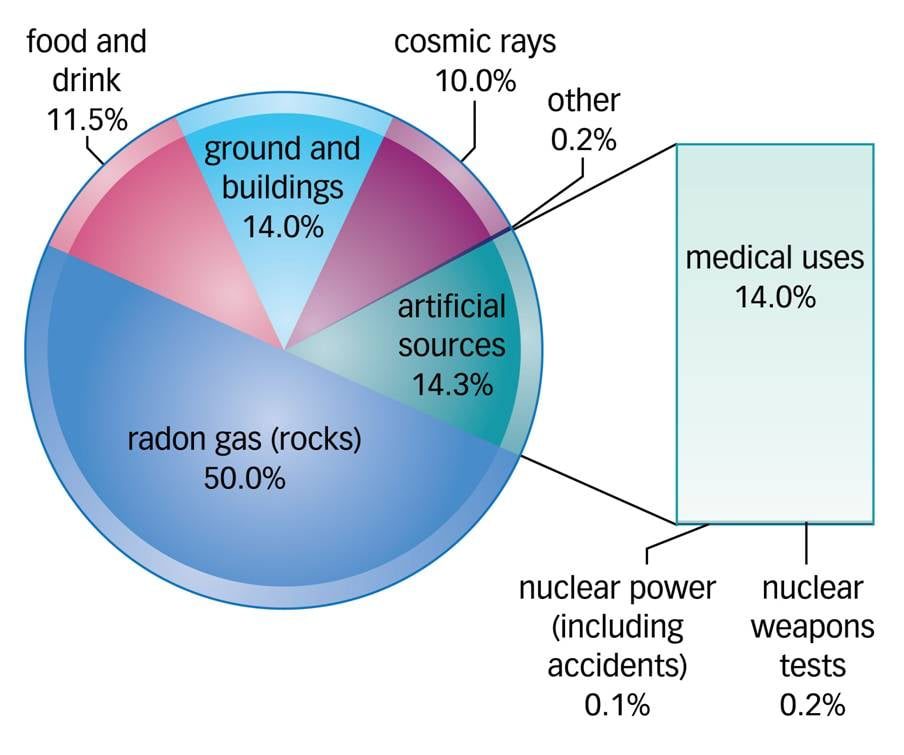 food and
drink
11.5%
cosmic rays
10.0%
other
0.2%
ground and
buildings
14.0%
artificial
sources
14.3%
radon gas (rocks)
50.0%
medical uses
14.0%
nuclear power
(including
accidents)
0.1%
nuclear
weapons
tests
0.2%